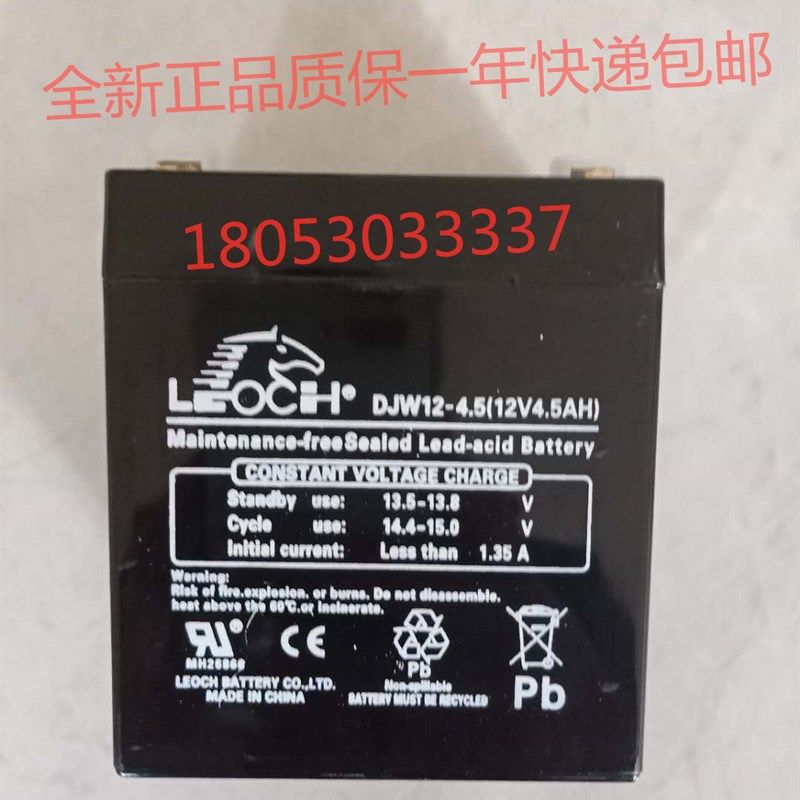 全新正品质保一年快递包邮
18053033337
LEOCH® DJW12-4.5(12V4.5AH)
Maintenance-free Sealed Lead-acid Battery
CONSTANT VOLTAGE CHARGE
Standby use: 13.5-13.8 V
Cycle use: 14.4-15.0 V
Initial current: Less than 1.35 A
Warning:
Risk of fire.explosion. or burns. Do not disassemble.
heat above the 60℃.or incinerate.
MH25860
Pb
LEOCH BATTERY CO.,LTD.
MADE IN CHINA
Non-spillable
BATTERY MUST BE RECYCLED
Pb